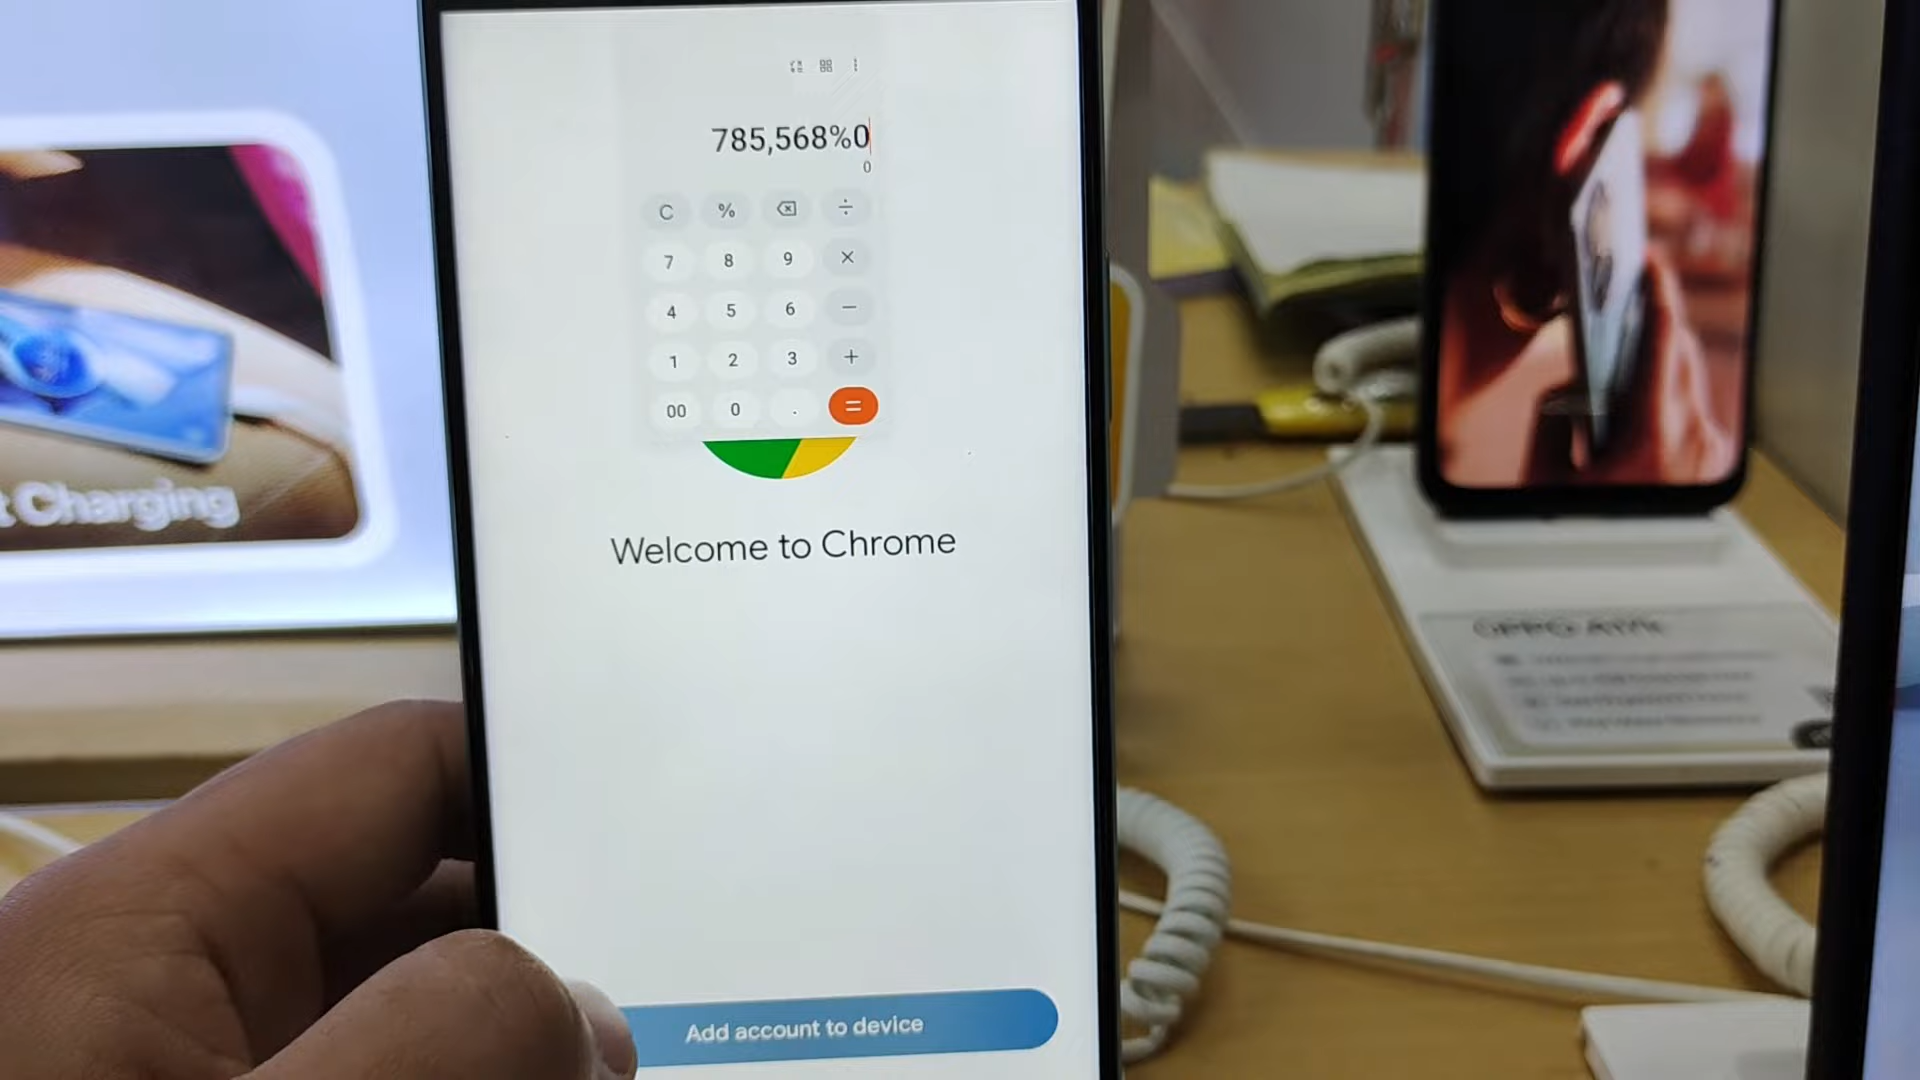 785,568%0
0
C % ÷
7 8 9 ×
4 5 6 −
1 2 3 +
00 0 . =
Welcome to Chrome
Add account to device
t Charging
OPPO